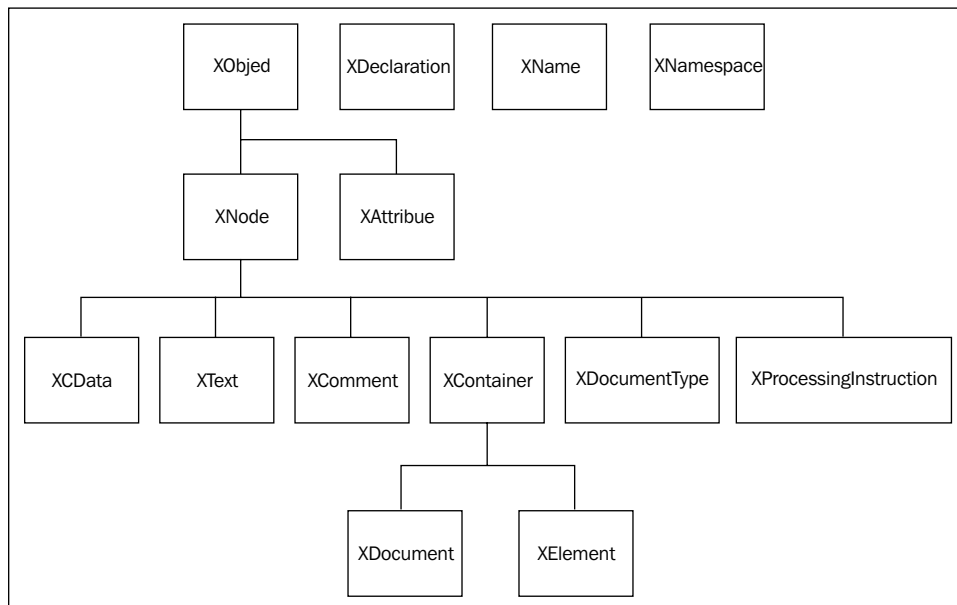 XObjed
XDeclaration
XName
XNamespace
XNode
XAttribue
XCData
XText
XComment
XContainer
XDocumentType
XProcessingInstruction
XDocument
XElement